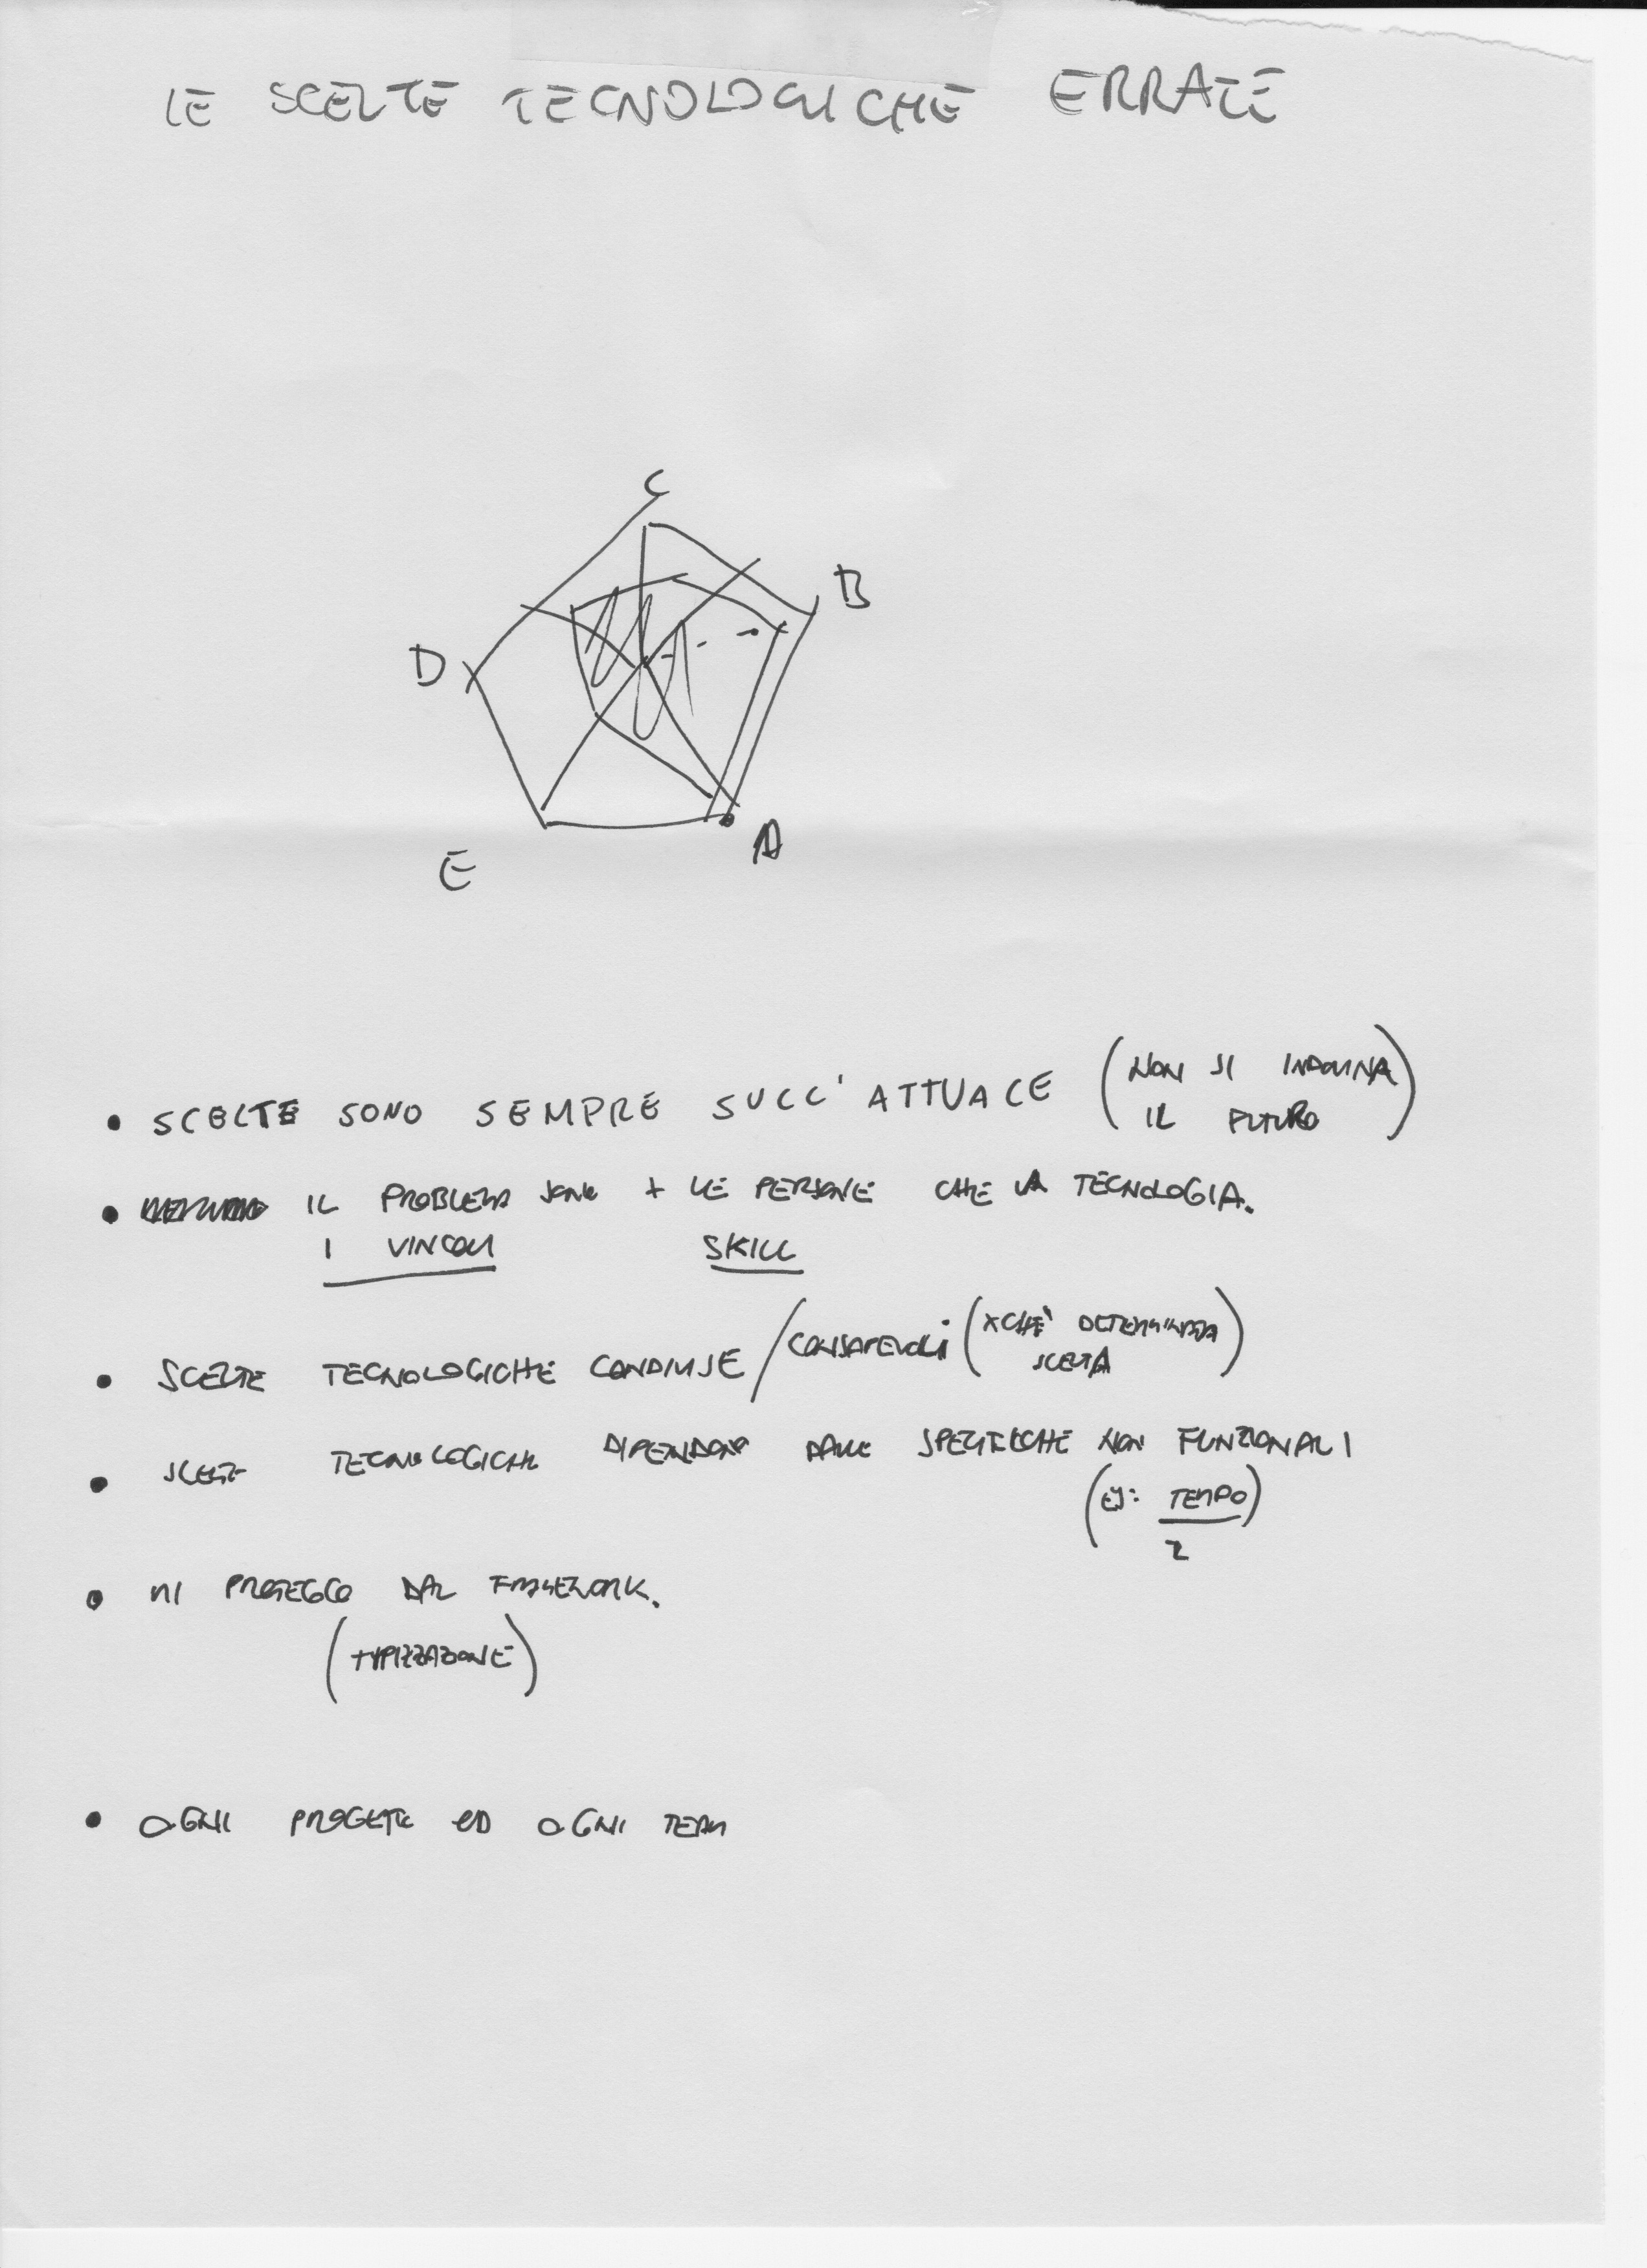 LE SCELTE TECNOLOGICHE ERRATE
C
B
D
A
E
• SCELTE SONO SEMPRE SULL'ATTUALE (NON SI INDOVINA
IL FUTURO)
• IL PROBLEMA SONO + LE PERSONE CHE LA TECNOLOGIA.
I VINCOLI SKILL
• SCELTE TECNOLOGICHE CONDIVISE / CONSAPEVOLI (XCHÈ DETERMINATA
SCELTA)
• SCELTE TECNOLOGICHE DIPENDONO DALLE SPECIFICHE NON FUNZIONALI
(ES: TEMPO)
2
• MI PROTEGGO DAL FRAMEWORK.
(TIPIZZAZIONE)
• OGNI PROGETTO ED OGNI TEAM